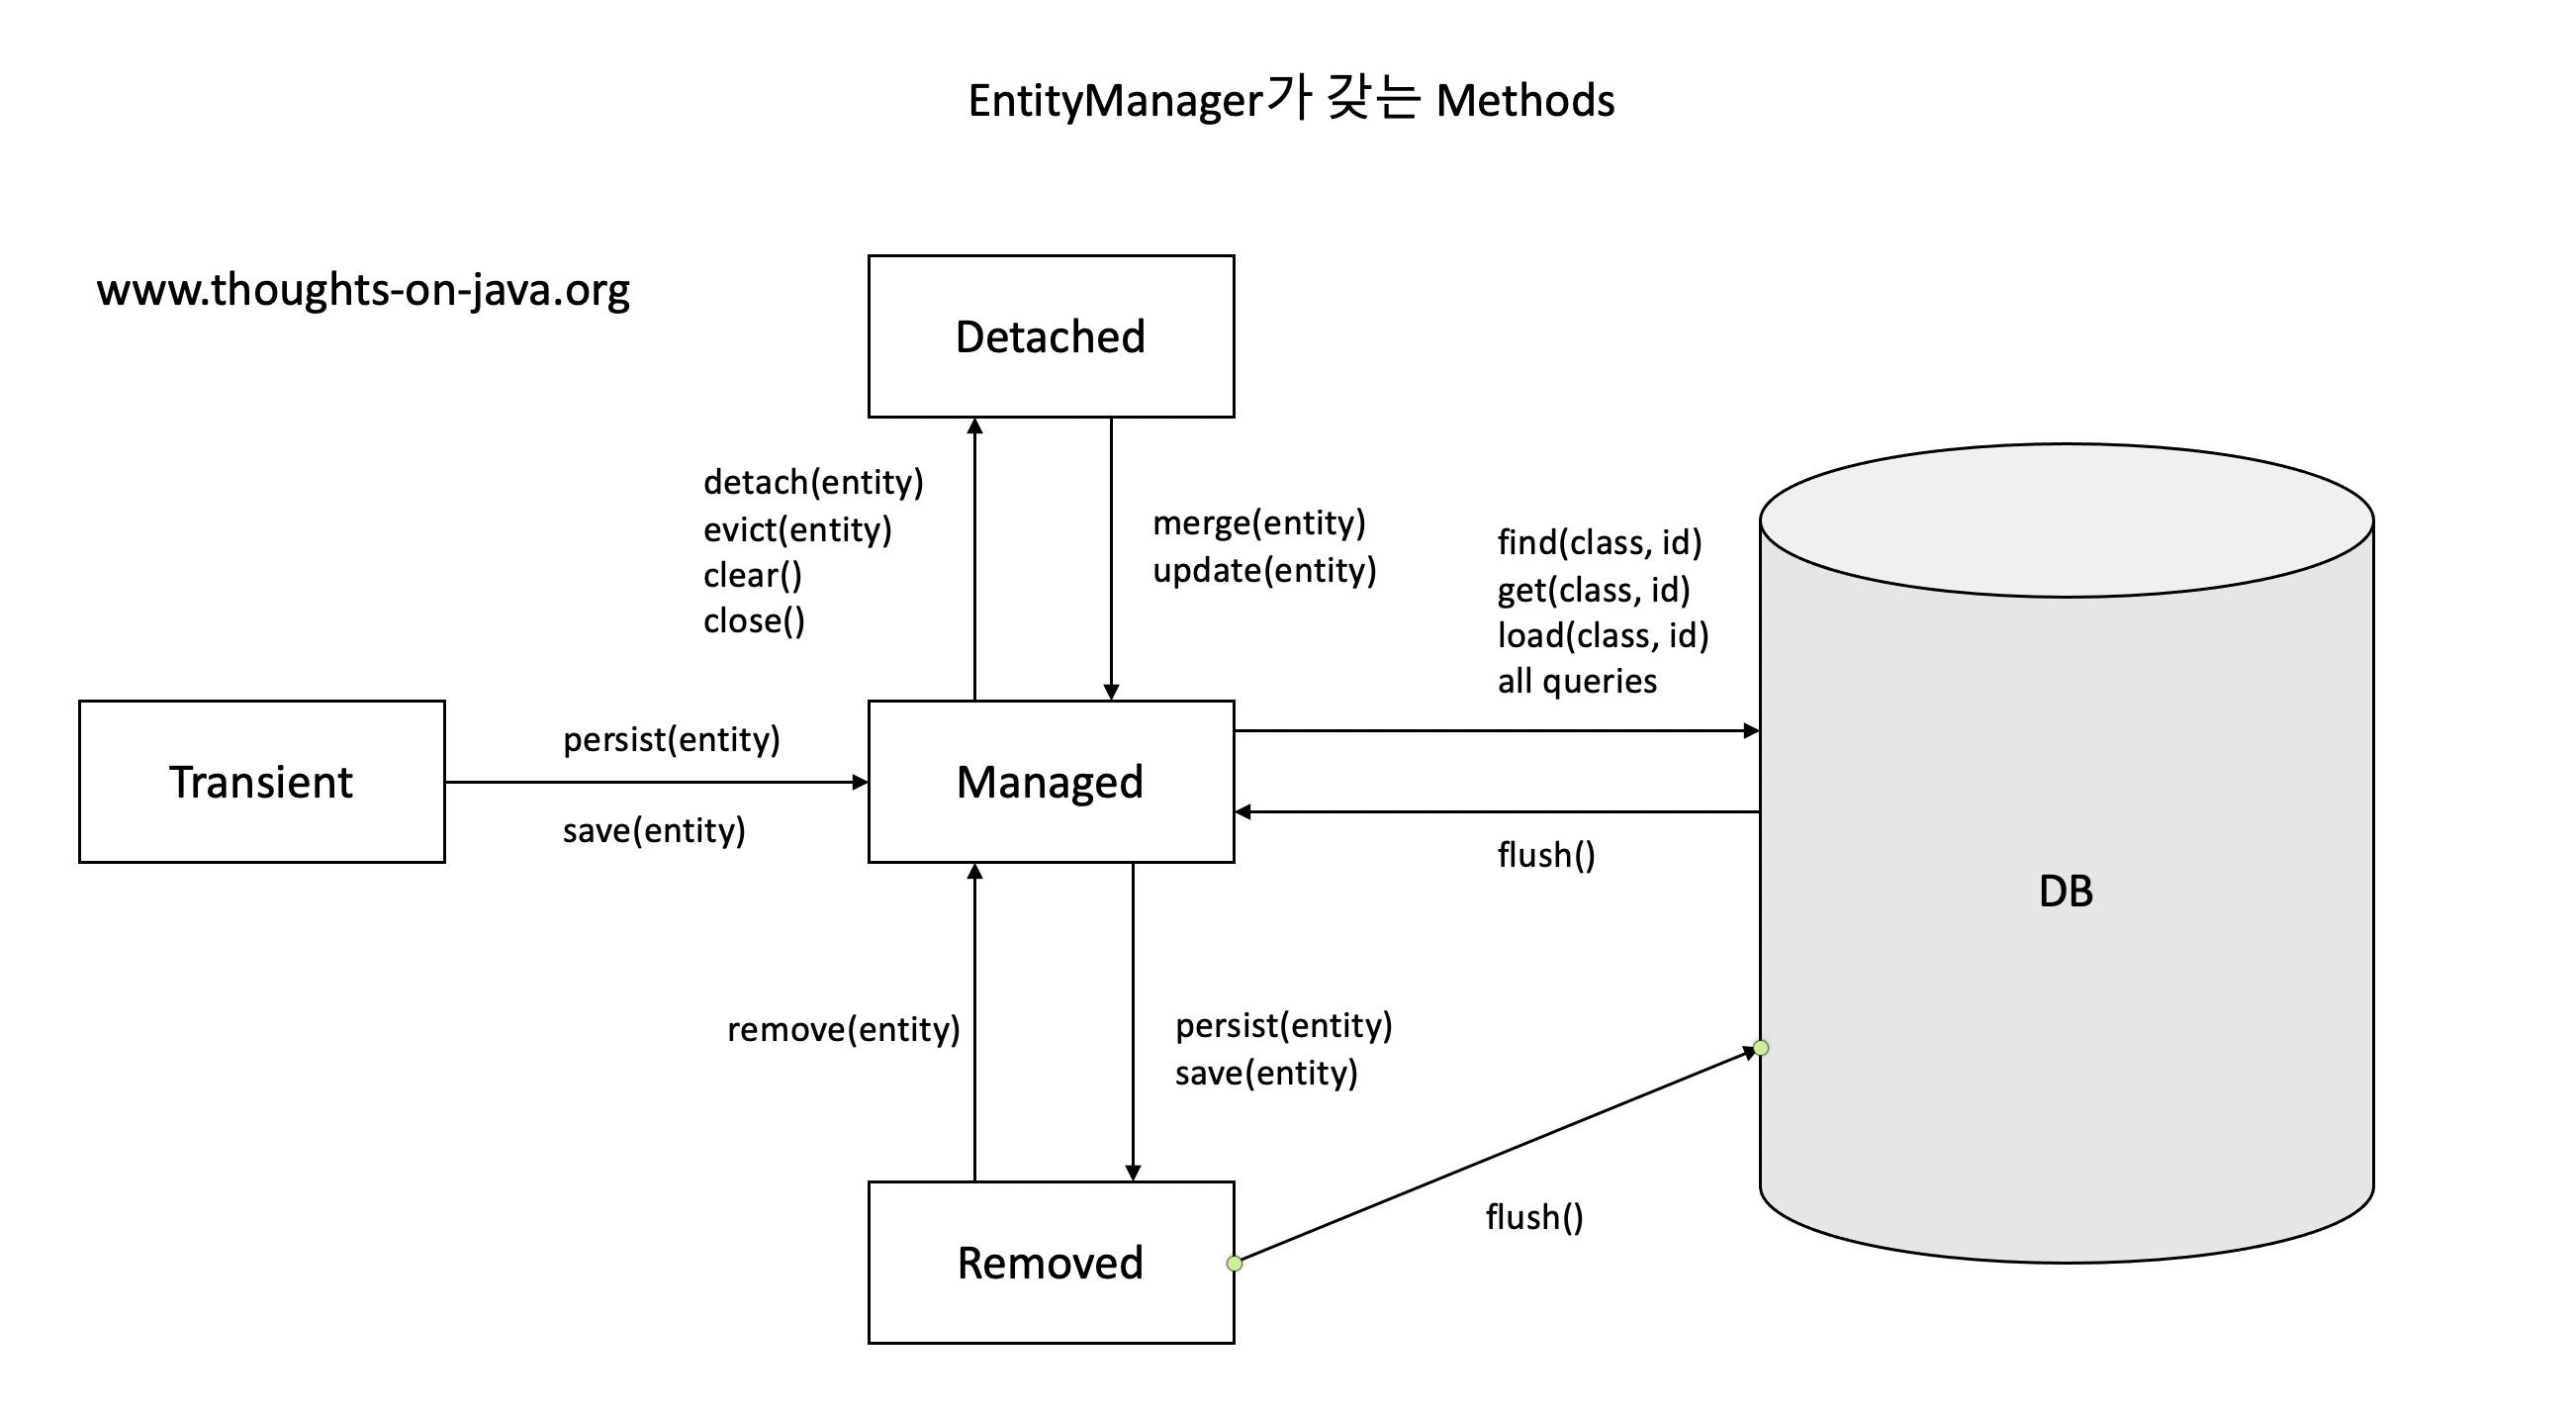 EntityManager가 갖는 Methods
www.thoughts-on-java.org
Detached
detach(entity)
evict(entity)
clear()
close()
merge(entity)
update(entity)
find(class, id)
get(class, id)
load(class, id)
all queries
Transient
persist(entity)
save(entity)
Managed
flush()
DB
remove(entity)
persist(entity)
save(entity)
Removed
flush()